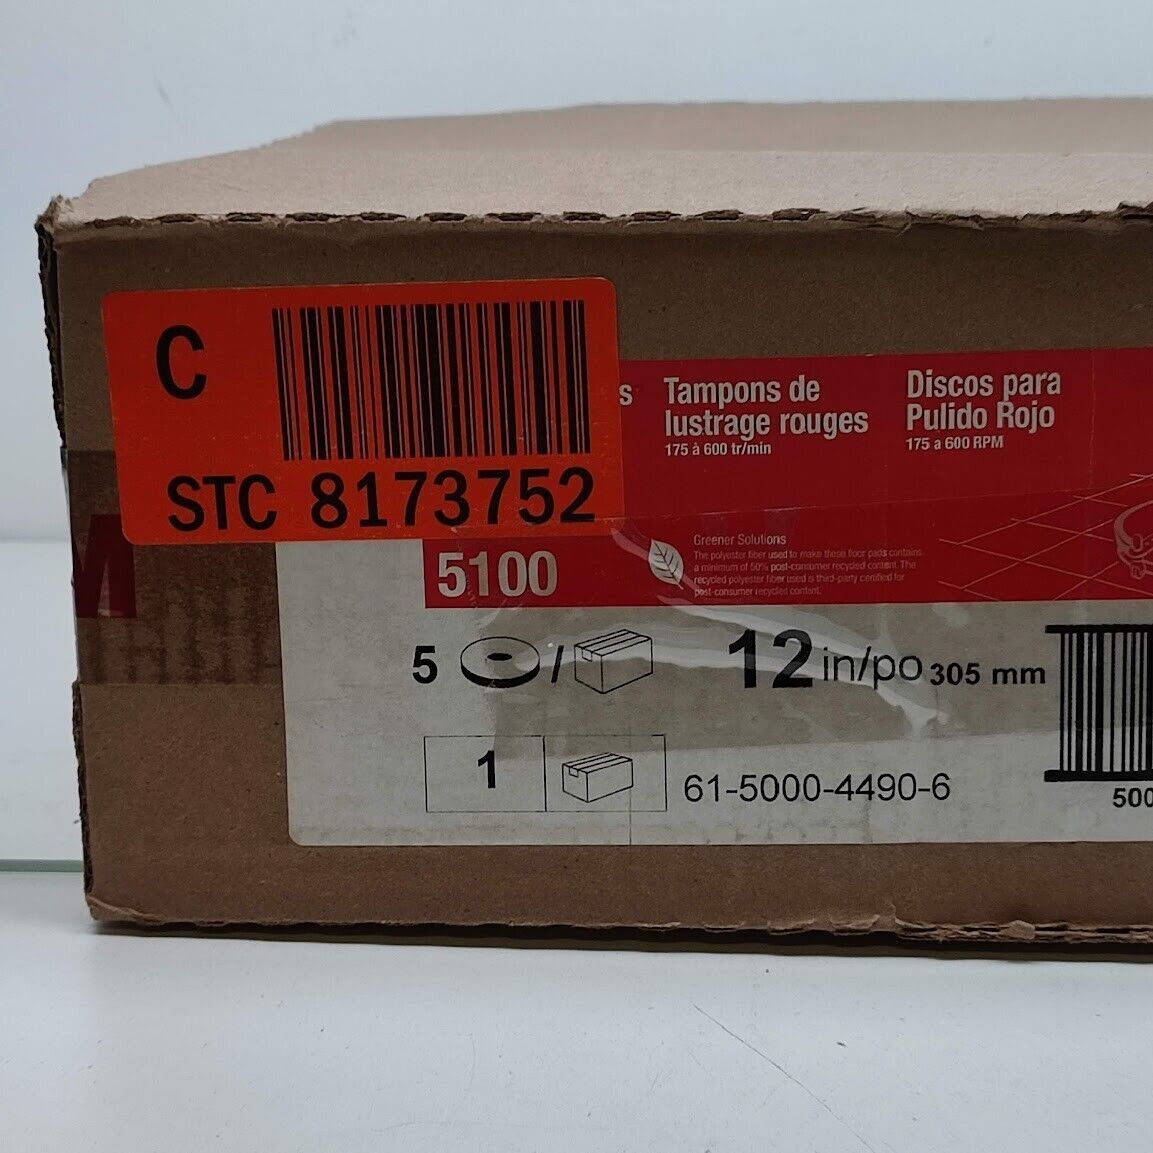 C
STC 8173752
s
Tampons de
lustrage rouges
175 à 600 tr/min
Discos para
Pulido Rojo
175 a 600 RPM
5100
Greener Solutions
The polyester fiber used to make these floor pads contains
a minimum of 50% post-consumer recycled content. The
recycled polyester fiber used is third-party certified for
post-consumer recycled content.
5 / 12 in/po 305 mm
1
61-5000-4490-6
500